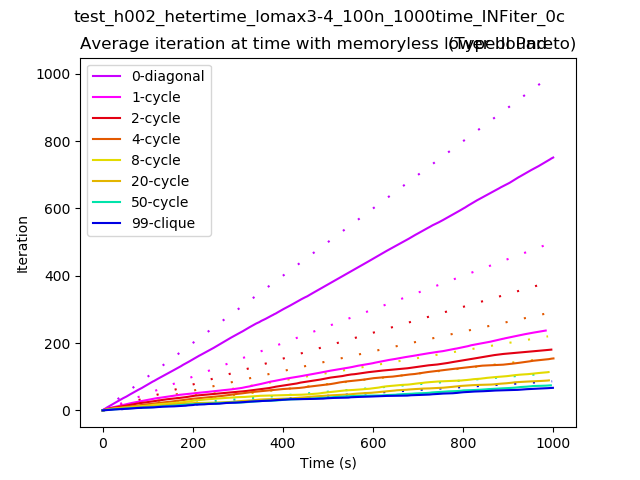 test_h002_hetertime_lomax3-4_100n_1000time_INFiter_0c
Average iteration at time with memoryless lower bound
(Type II Pareto)
1000
800
600
400
200
0
Iteration
0-diagonal
1-cycle
2-cycle
4-cycle
8-cycle
20-cycle
50-cycle
99-clique
0 200 400 600 800 1000
Time (s)